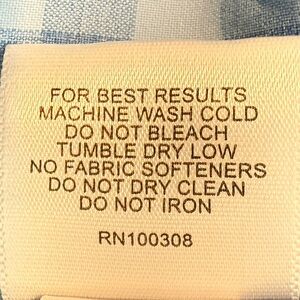 FOR BEST RESULTS
MACHINE WASH COLD
DO NOT BLEACH
TUMBLE DRY LOW
NO FABRIC SOFTENERS
DO NOT DRY CLEAN
DO NOT IRON
RN100308